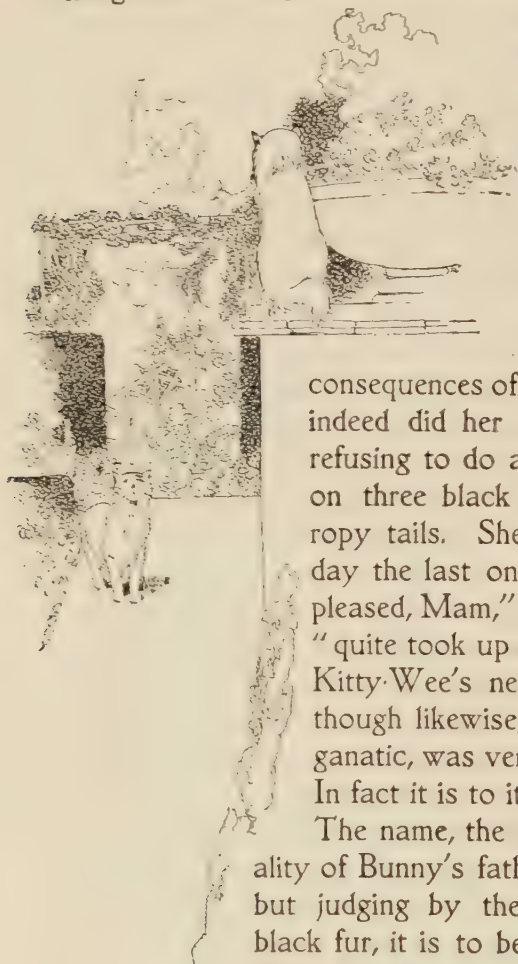 consequences of
indeed did her
refusing to do a
on three black
ropy tails. She
day the last on
pleased, Mam,"
"quite took up
Kitty-Wee's ne
though likewise,
ganatic, was ver
In fact it is to it
The name, the
ality of Bunny's fath
but judging by the
black fur, it is to be